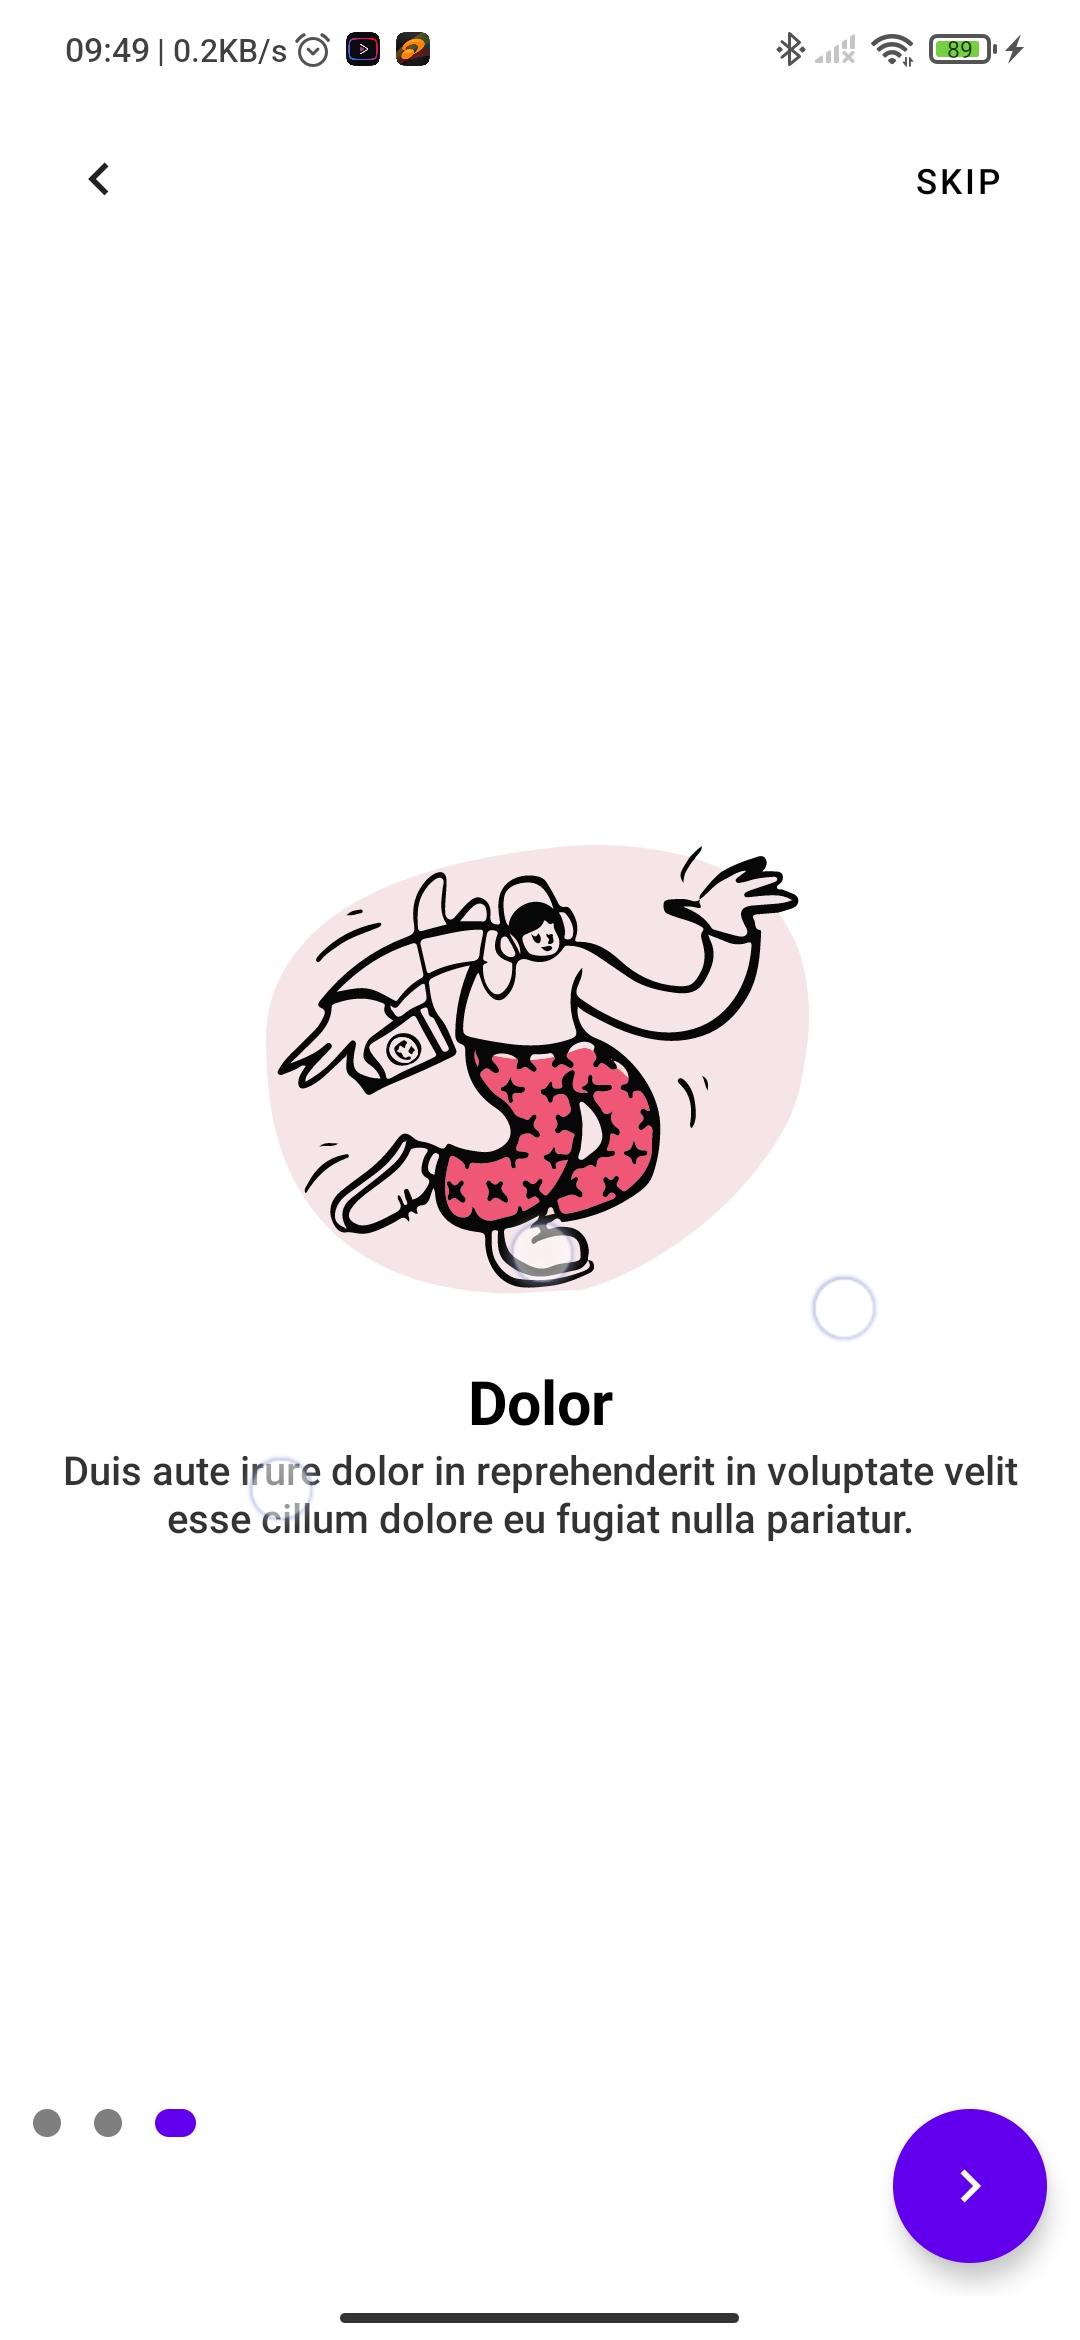 09:49 | 0.2KB/s
89
SKIP
Dolor
Duis aute irure dolor in reprehenderit in voluptate velit
esse cillum dolore eu fugiat nulla pariatur.